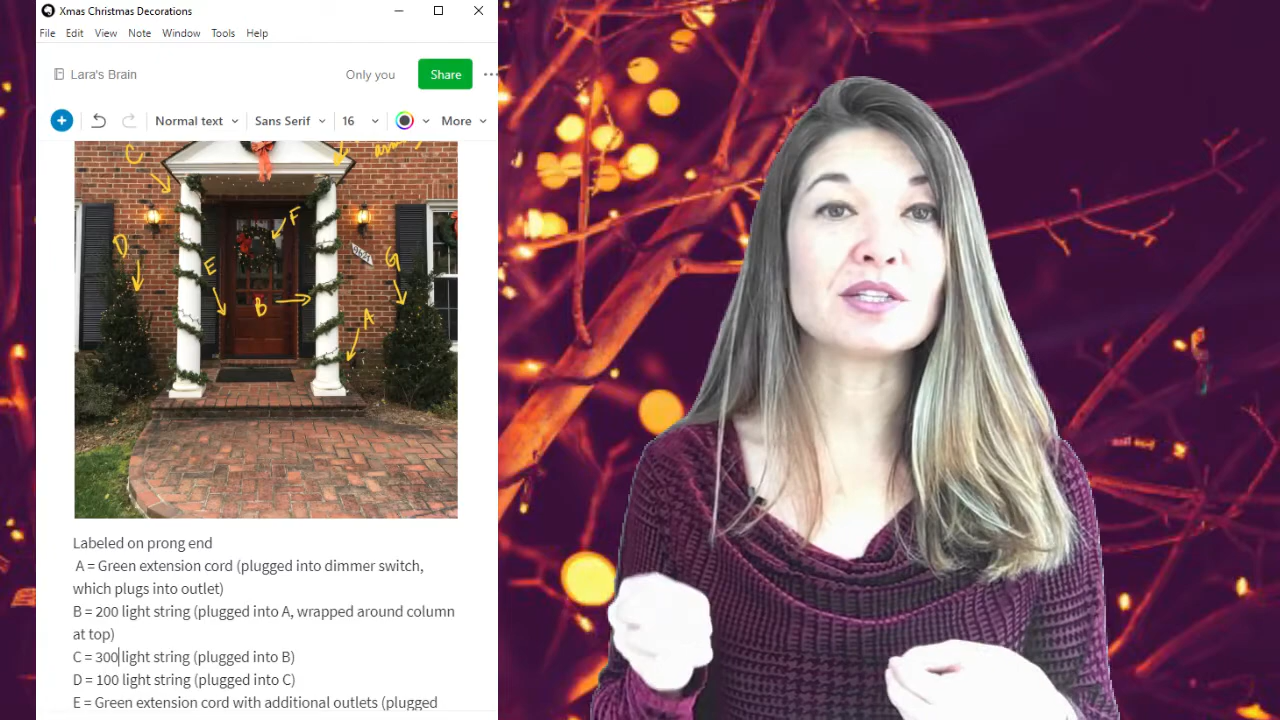 Xmas Christmas Decorations
File Edit View Note Window Tools Help
Lara's Brain Only you Share
Normal text Sans Serif 16 More
C
F
D
G
E
B
A
Labeled on prong end
A = Green extension cord (plugged into dimmer switch,
which plugs into outlet)
B = 200 light string (plugged into A, wrapped around column
at top)
C = 300 light string (plugged into B)
D = 100 light string (plugged into C)
E = Green extension cord with additional outlets (plugged